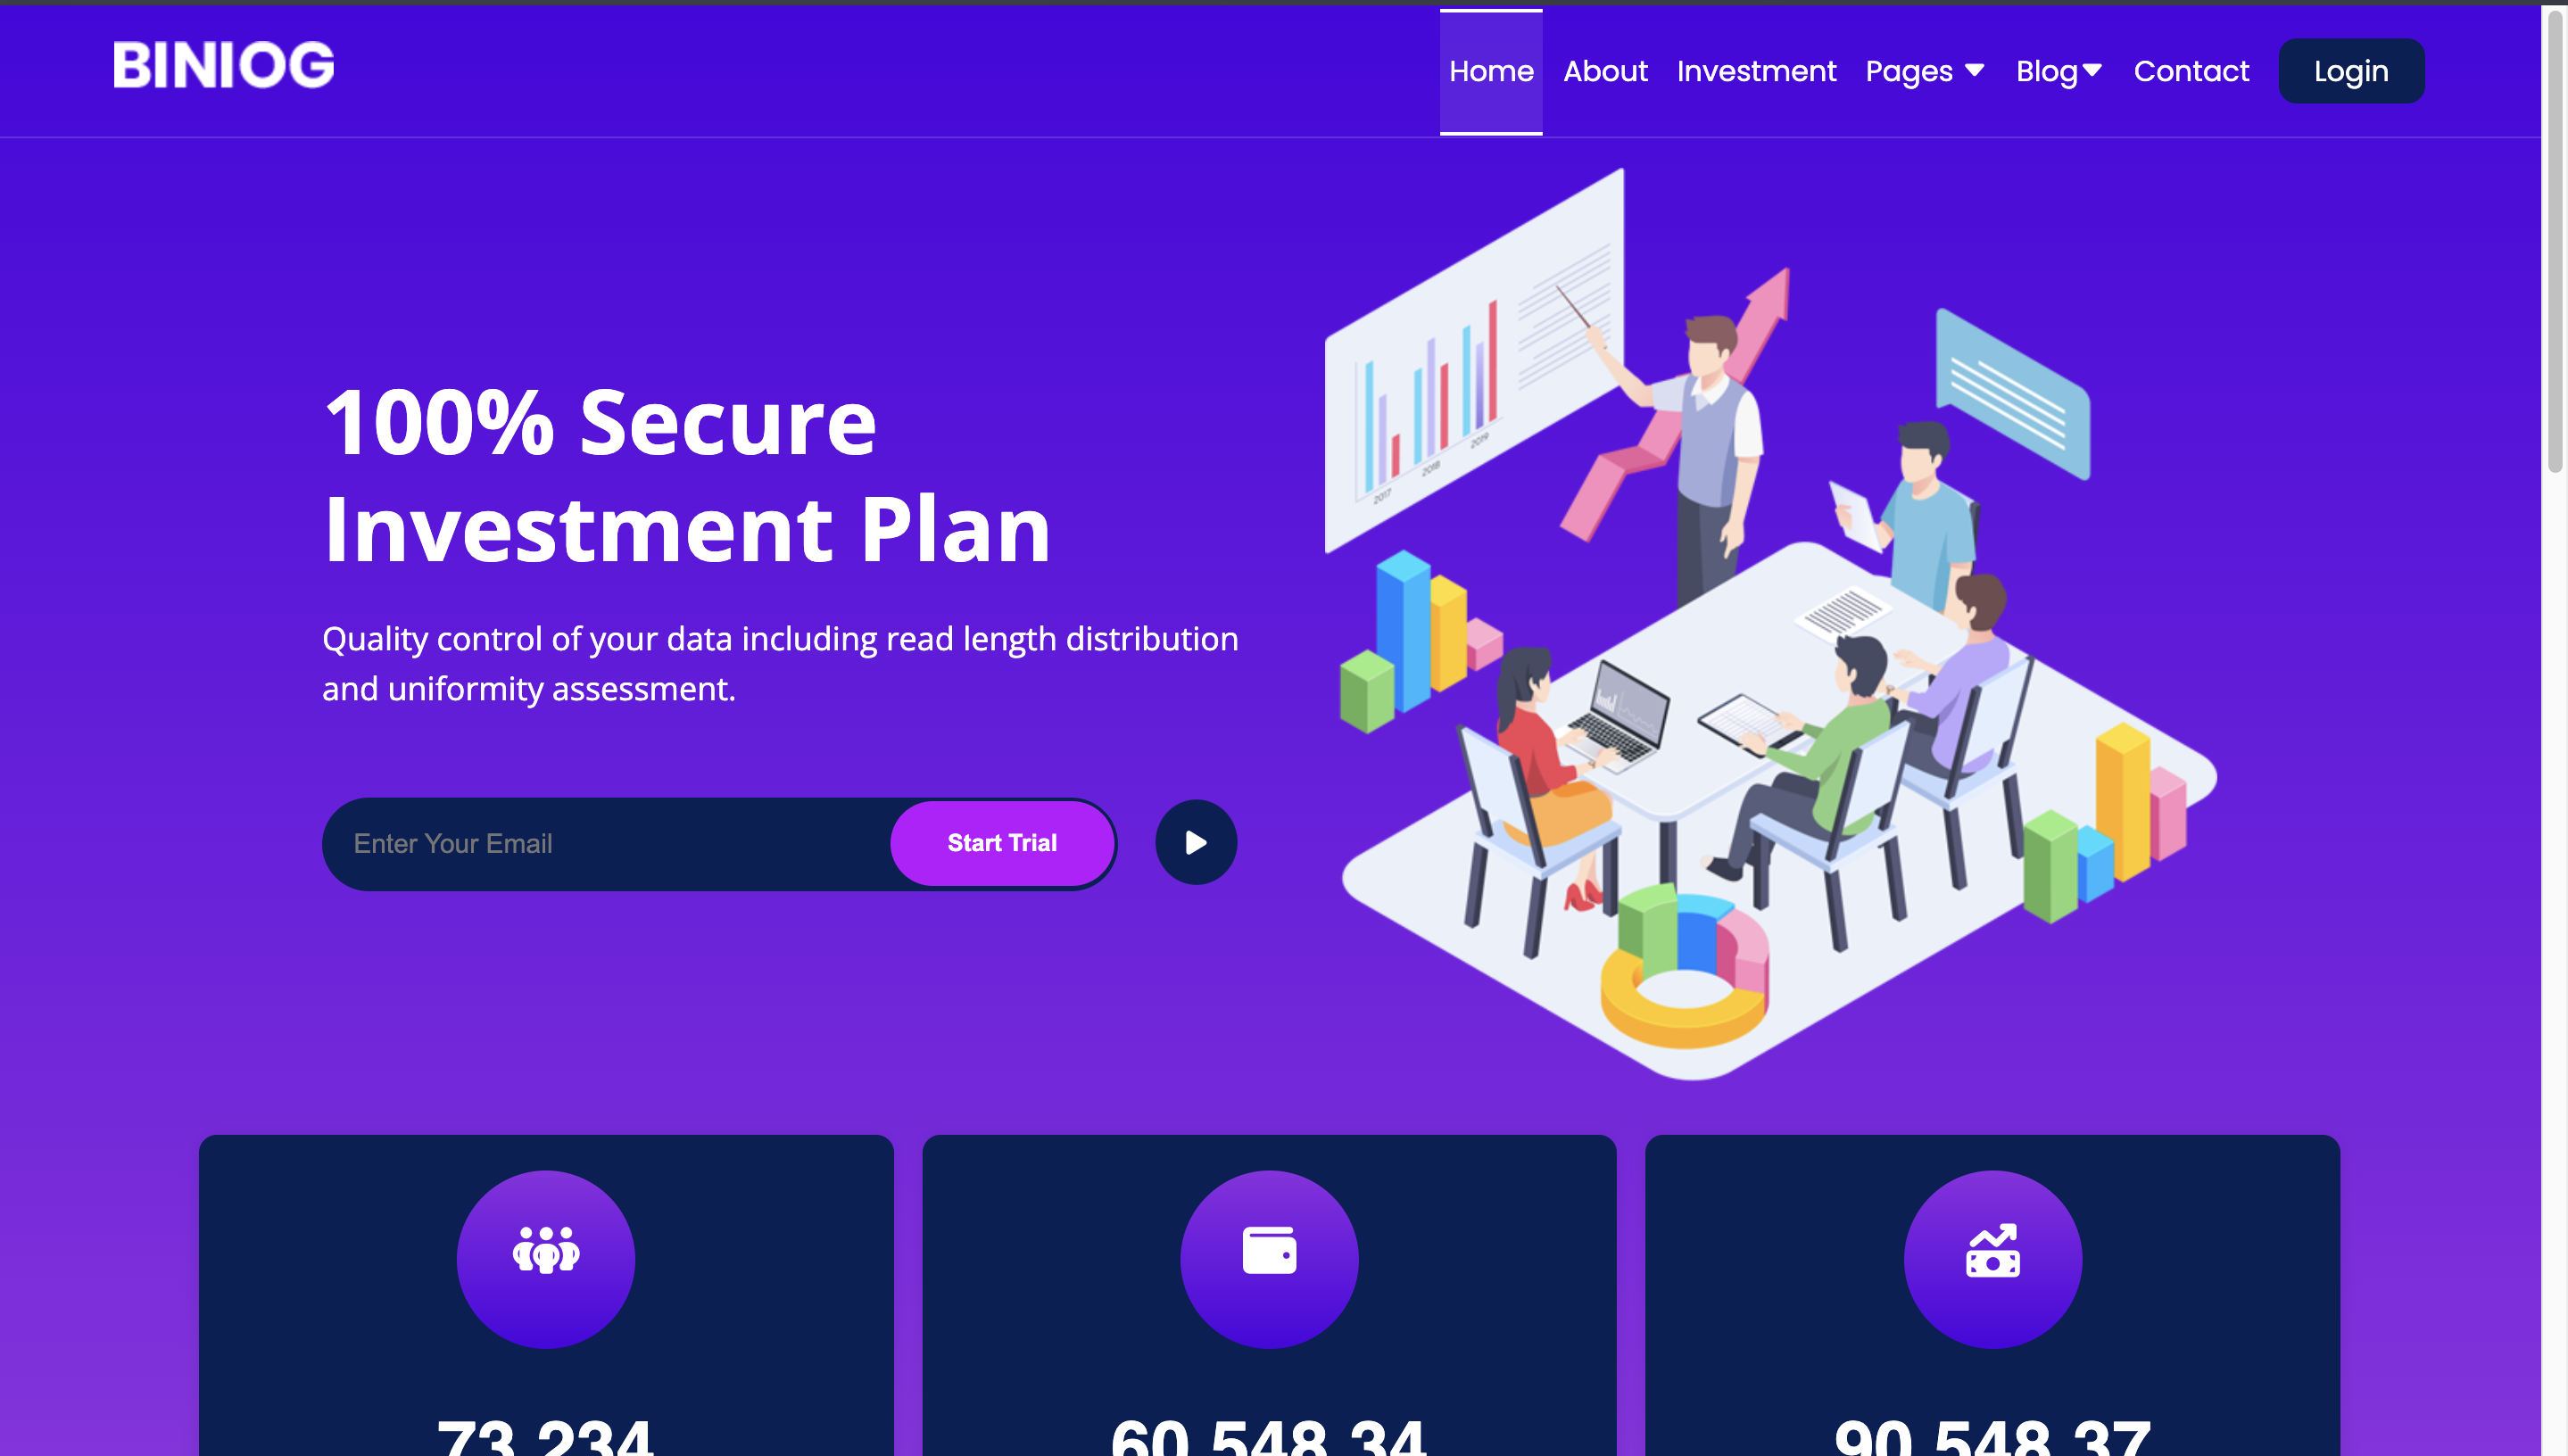 BINIOG
Home About Investment Pages Blog Contact Login
100% Secure
Investment Plan
Quality control of your data including read length distribution
and uniformity assessment.
Enter Your Email Start Trial
2017 2018 2019
73,234 60,548.34 90,548.37